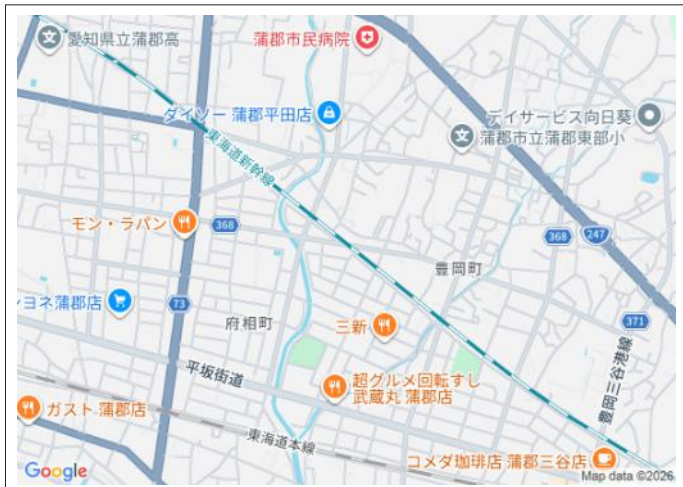 愛知県立蒲郡高
蒲郡市民病院
ダイソー 蒲郡平田店
デイサービス向日葵
蒲郡市立蒲郡東部小
東海道新幹線
モン・ラパン
368
368
247
豊岡町
ンヨネ蒲郡店
73
府相町
三新
371
平坂街道
超グルメ回転すし
武蔵丸 蒲郡店
豊岡三谷港線
ガスト 蒲郡店
東海道本線
コメダ珈琲店 蒲郡三谷店
Google
Map data ©2026